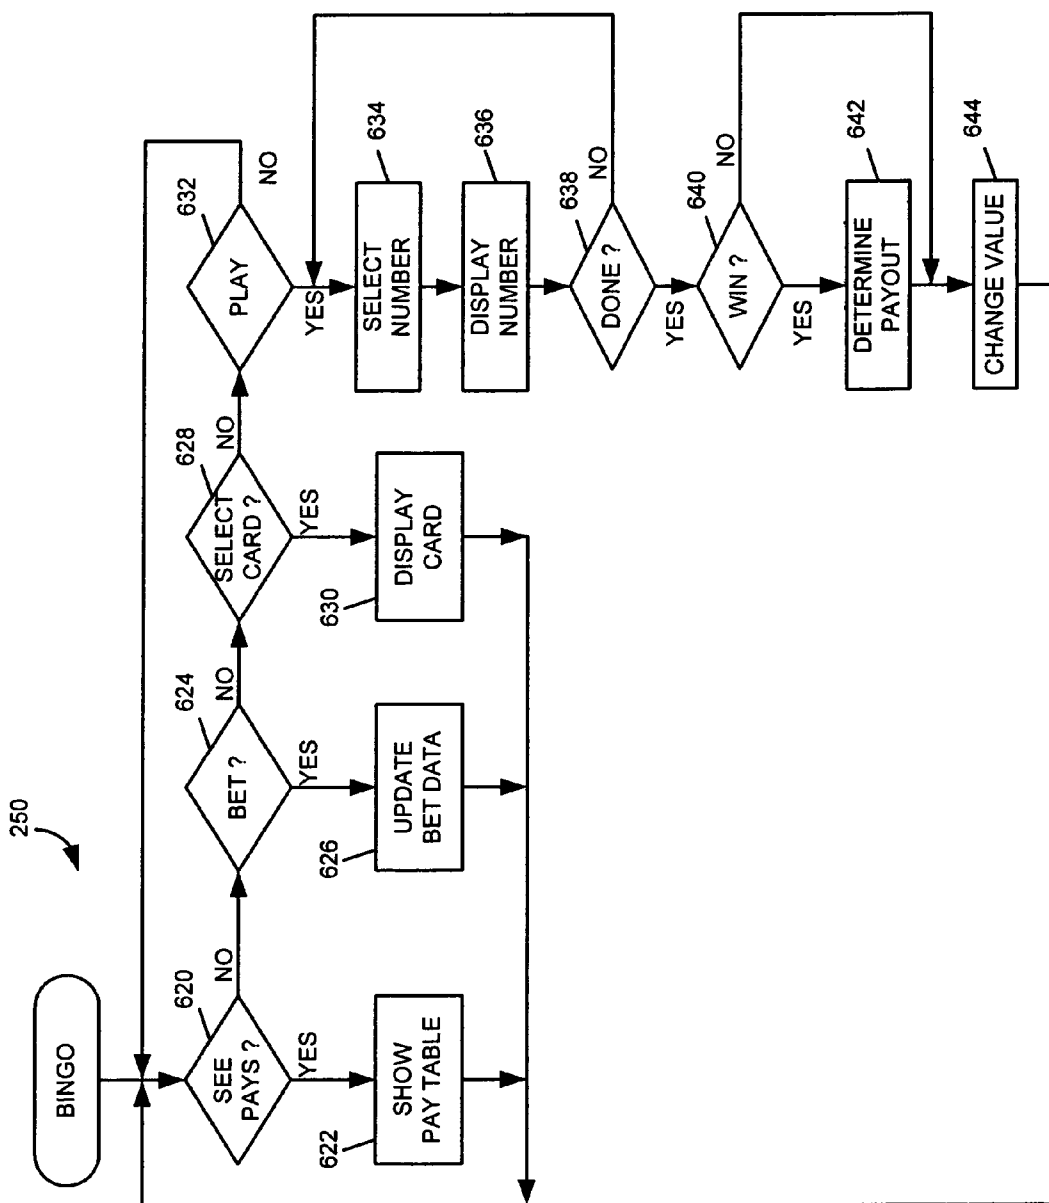 250
BINGO
620
SEE
PAYS ?
NO
YES
622
SHOW
PAY TABLE
624
BET ?
NO
YES
626
UPDATE
BET DATA
628
SELECT
CARD ?
NO
YES
630
DISPLAY
CARD
632
PLAY
NO
YES
634
SELECT
NUMBER
636
DISPLAY
NUMBER
638
DONE ?
NO
YES
640
WIN ?
NO
YES
642
DETERMINE
PAYOUT
644
CHANGE VALUE